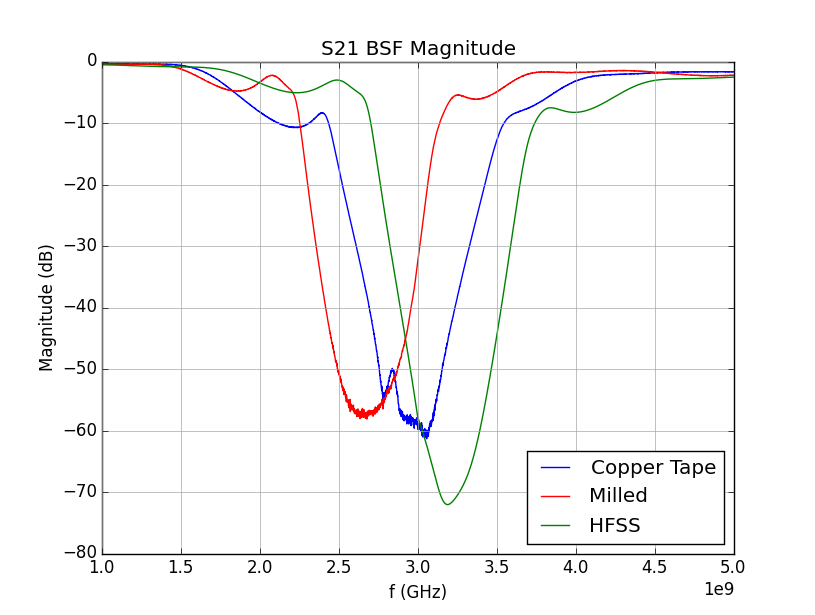 S21 BSF Magnitude
Magnitude (dB)
0
−10
−20
−30
−40
−50
−60
−70
−80
Copper Tape
Milled
HFSS
1.0 1.5 2.0 2.5 3.0 3.5 4.0 4.5 5.0
f (GHz)
1e9